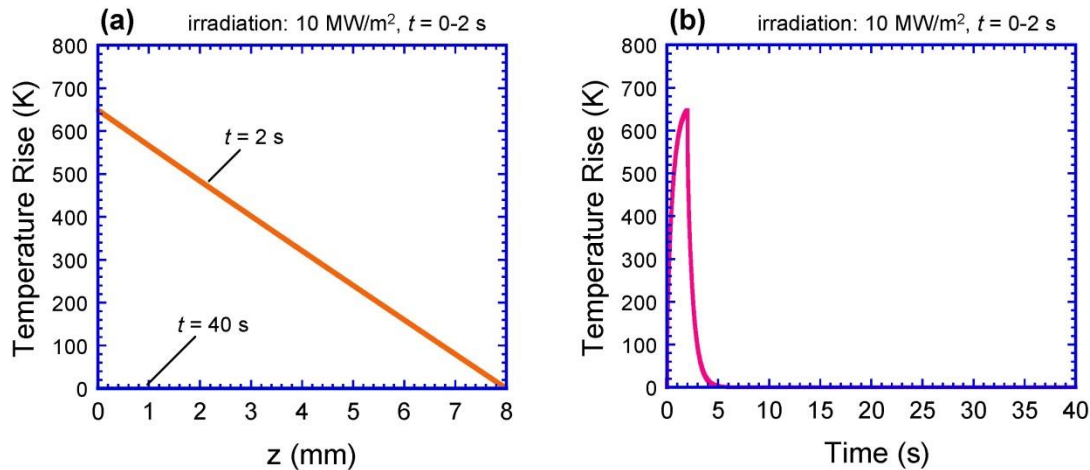 (a) irradiation: 10 MW/m², t = 0-2 s
800
700
600
500
400
300
200
100
0
Temperature Rise (K)
t = 2 s
t = 40 s
0 1 2 3 4 5 6 7 8
z (mm)
(b) irradiation: 10 MW/m², t = 0-2 s
800
700
600
500
400
300
200
100
0
Temperature Rise (K)
0 5 10 15 20 25 30 35 40
Time (s)